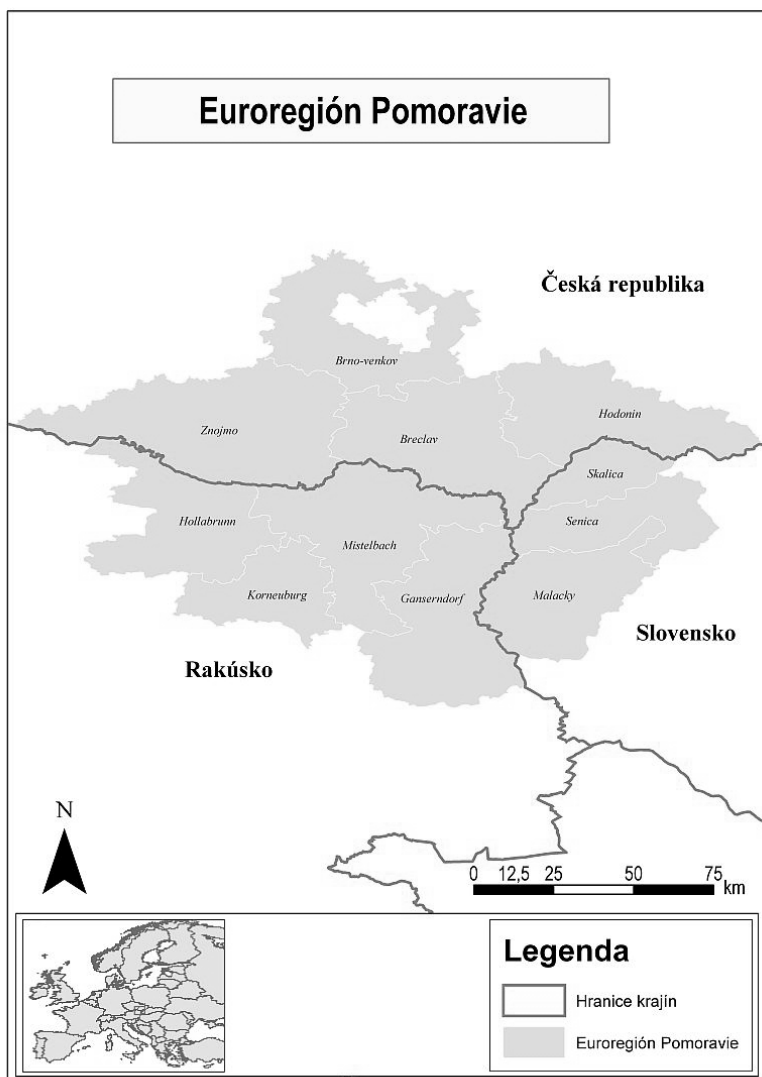 Euroregión Pomoravie
Česká republika
Brno-venkov
Hodonin
Znojmo
Breclav
Skalica
Senica
Hollabrunn
Mistelbach
Korneuburg
Ganserndorf
Malacky
Slovensko
Rakúsko
N
0 12,5 25 50 75
km
Legenda
Hranice krajín
Euroregión Pomoravie